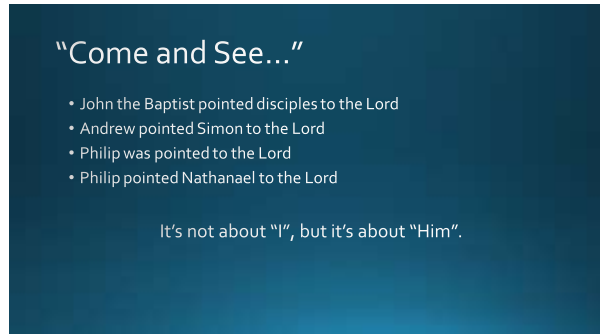 “Come and See…”
• John the Baptist pointed disciples to the Lord
• Andrew pointed Simon to the Lord
• Philip was pointed to the Lord
• Philip pointed Nathanael to the Lord
It’s not about “I”, but it’s about “Him”.